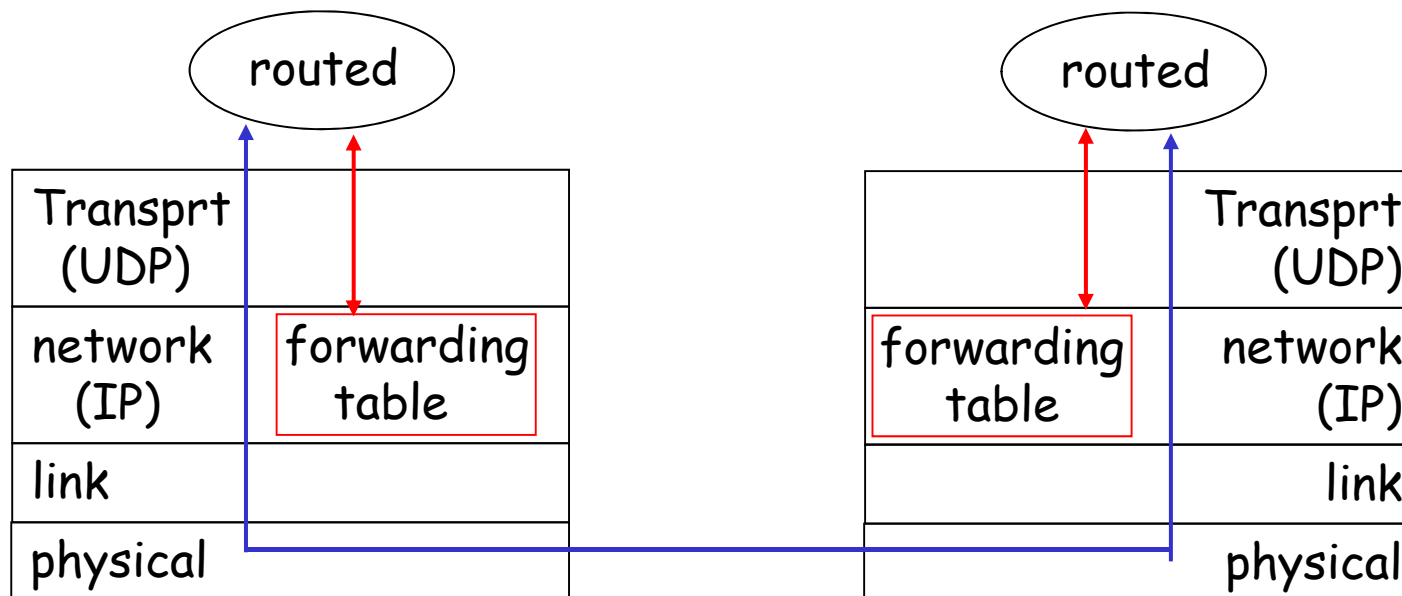 routed
Transprt
(UDP)
network
(IP)
forwarding
table
link
physical
routed
Transprt
(UDP)
forwarding
table
network
(IP)
link
physical